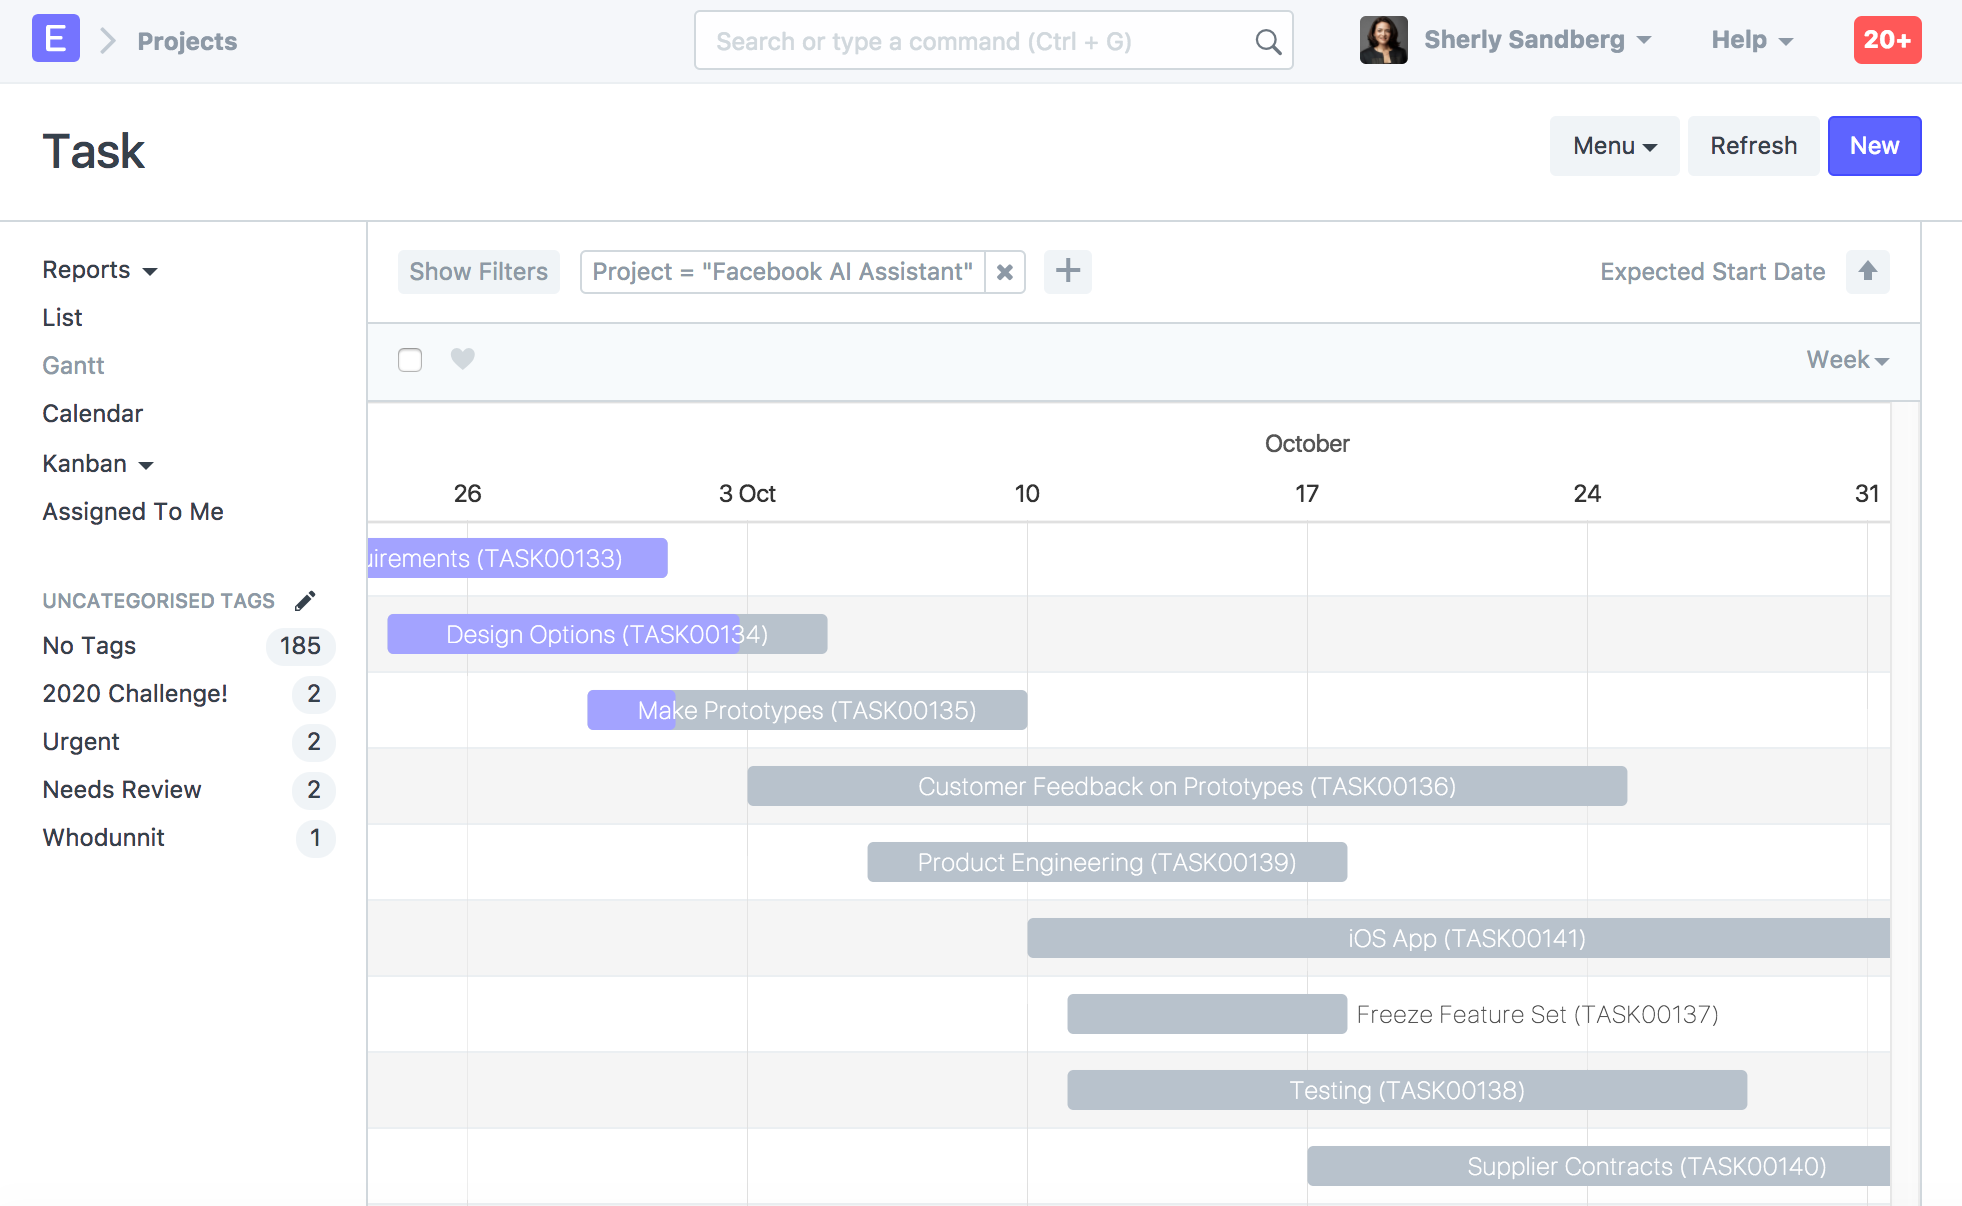 E Projects Search or type a command (Ctrl + G) Sherly Sandberg Help 20+
Task Menu Refresh New
Reports
List
Gantt
Calendar
Kanban
Assigned To Me
UNCATEGORISED TAGS
No Tags 185
2020 Challenge! 2
Urgent 2
Needs Review 2
Whodunnit 1
Show Filters Project = "Facebook AI Assistant" Expected Start Date
Week
October
26 3 Oct 10 17 24 31
uirements (TASK00133)
Design Options (TASK00134)
Make Prototypes (TASK00135)
Customer Feedback on Prototypes (TASK00136)
Product Engineering (TASK00139)
iOS App (TASK00141)
Freeze Feature Set (TASK00137)
Testing (TASK00138)
Supplier Contracts (TASK00140)